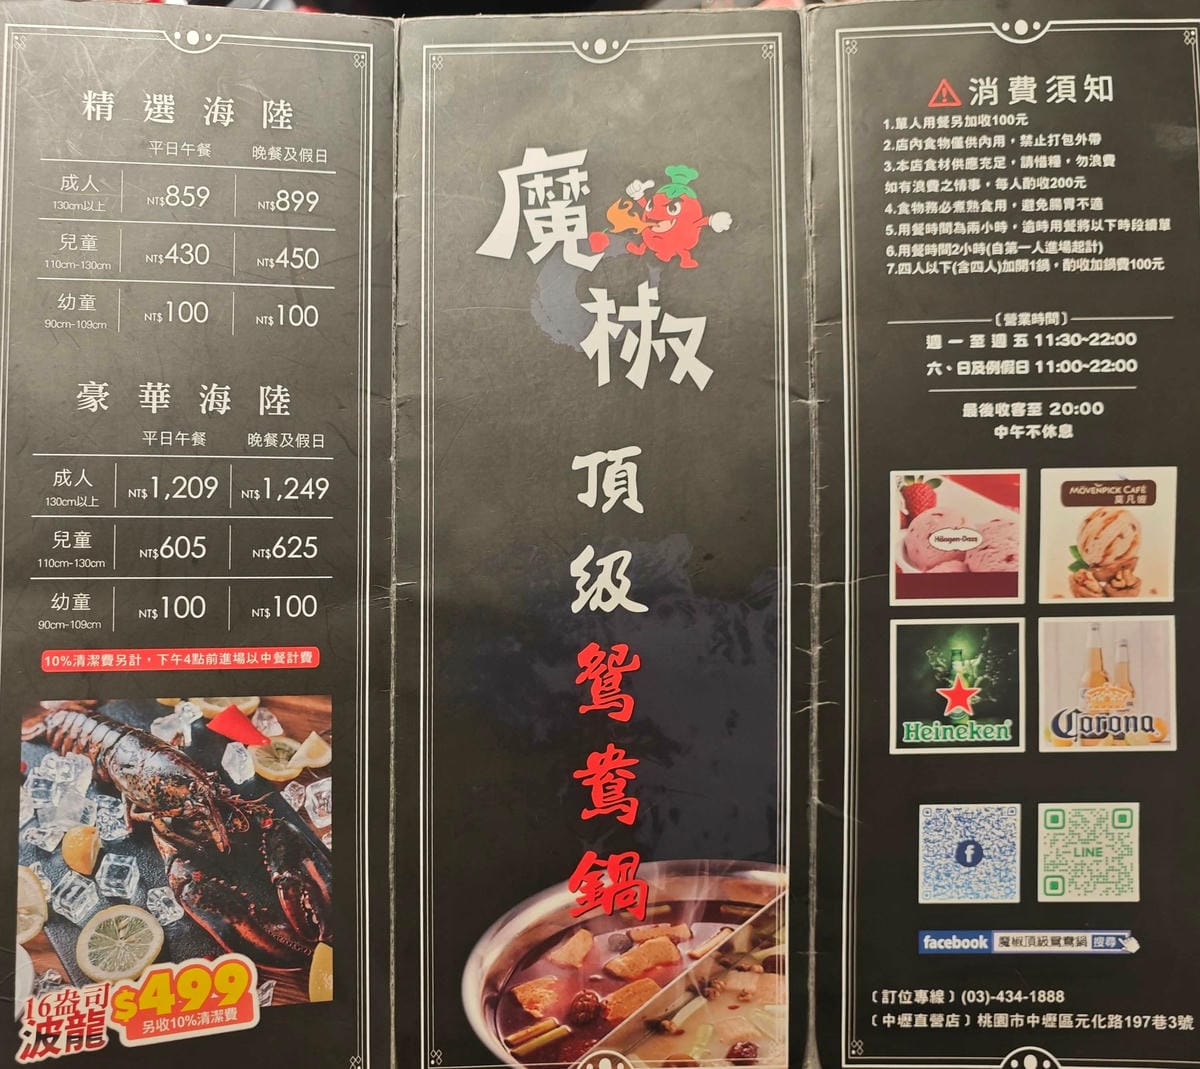 精選海陸
平日午餐 晚餐及假日
成人 130cm以上 NT$859 NT$899
兒童 110cm-130cm NT$430 NT$450
幼童 90cm-109cm NT$100 NT$100
豪華海陸
平日午餐 晚餐及假日
成人 130cm以上 NT$1,209 NT$1,249
兒童 110cm-130cm NT$605 NT$625
幼童 90cm-109cm NT$100 NT$100
10%清潔費另計，下午4點前進場以中餐計費
16盎司
波龍
$499
另收10%清潔費
魔椒
頂級鴛鴦鍋
消費須知
1.單人用餐另加收100元
2.店內食物僅供內用，禁止打包外帶
3.本店食材供應充足，請惜糧，勿浪費
如有浪費之情事，每人酌收200元
4.食物務必煮熟食用，避免腸胃不適
5.用餐時間為兩小時，逾時用餐將以下時段續單
6.用餐時間2小時(自第一人進場起計)
7.四人以下(含四人)加開1鍋，酌收加鍋費100元
〔營業時間〕
週一至週五 11:30~22:00
六、日及例假日 11:00~22:00
最後收客至 20:00
中午不休息
Häagen-Dazs
MÖVENPICK CAFÉ
莫凡彼
Heineken
Corona
f
LINE
facebook 魔椒頂級鴛鴦鍋 搜尋
〔訂位專線〕(03)-434-1888
〔中壢直營店〕桃園市中壢區元化路197巷3號